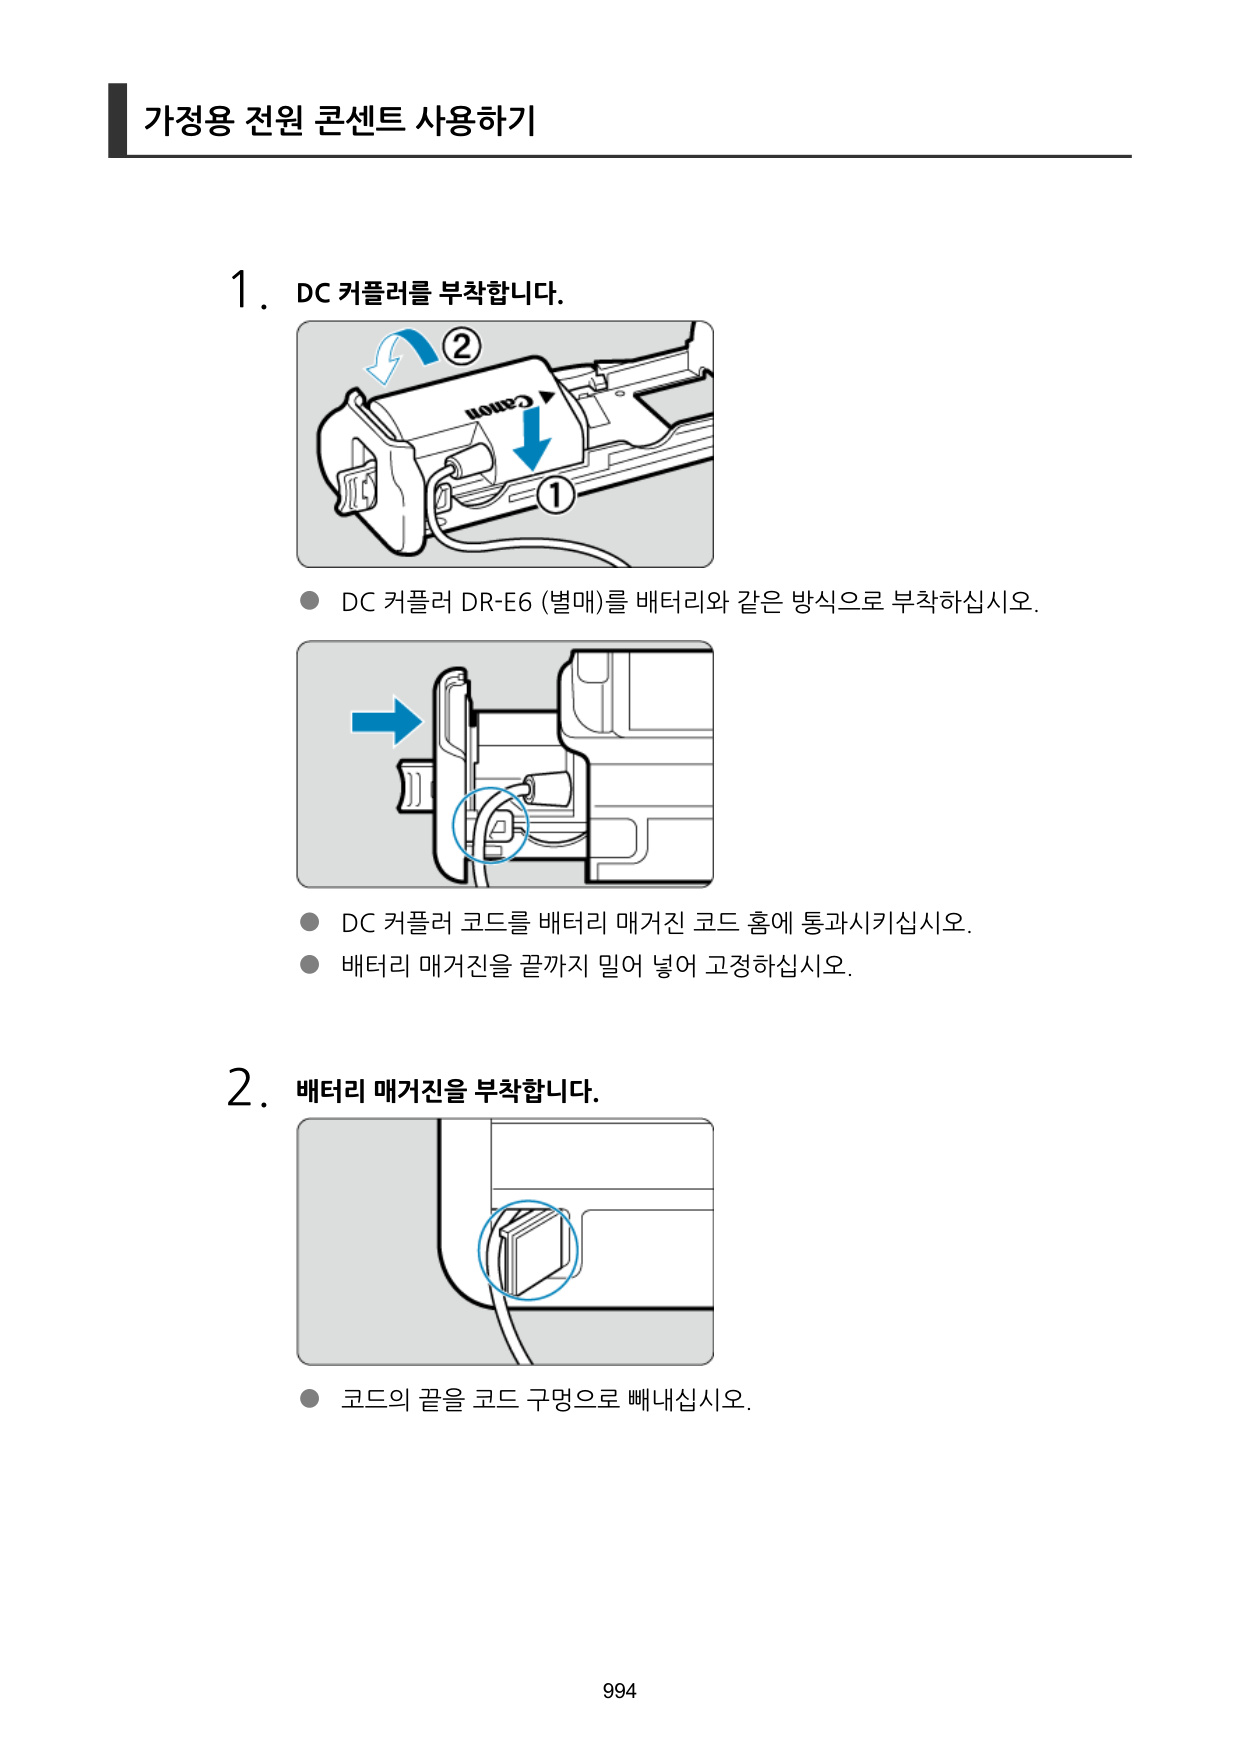 가정용 전원 콘센트 사용하기
1. DC 커플러를 부착합니다.
②
Canon
①
● DC 커플러 DR-E6 (별매)를 배터리와 같은 방식으로 부착하십시오.
● DC 커플러 코드를 배터리 매거진 코드 홈에 통과시키십시오.
● 배터리 매거진을 끝까지 밀어 넣어 고정하십시오.
2. 배터리 매거진을 부착합니다.
● 코드의 끝을 코드 구멍으로 빼내십시오.
994